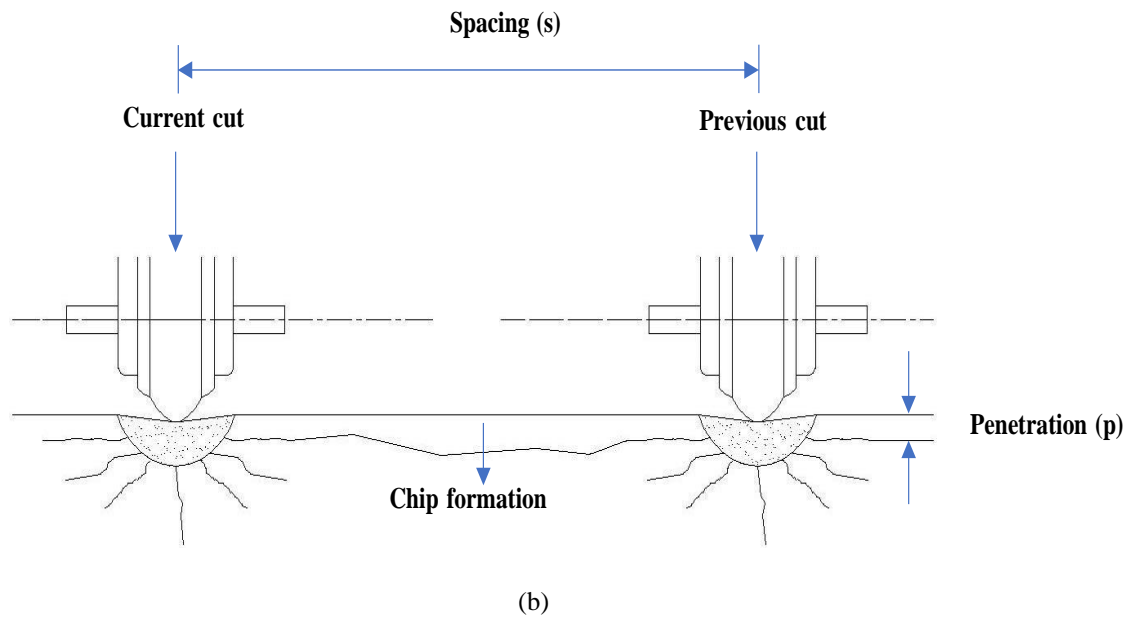 Spacing (s)
Current cut
Previous cut
Penetration (p)
Chip formation
(b)